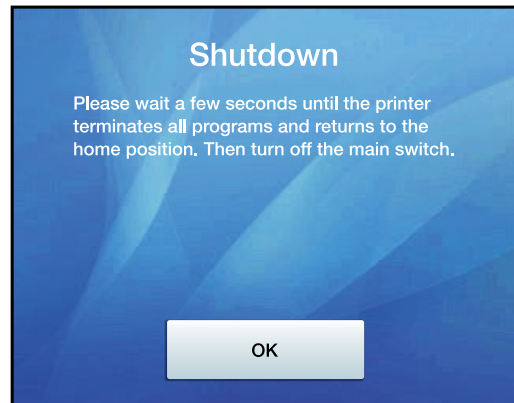 Shutdown
Please wait a few seconds until the printer
terminates all programs and returns to the
home position. Then turn off the main switch.
OK